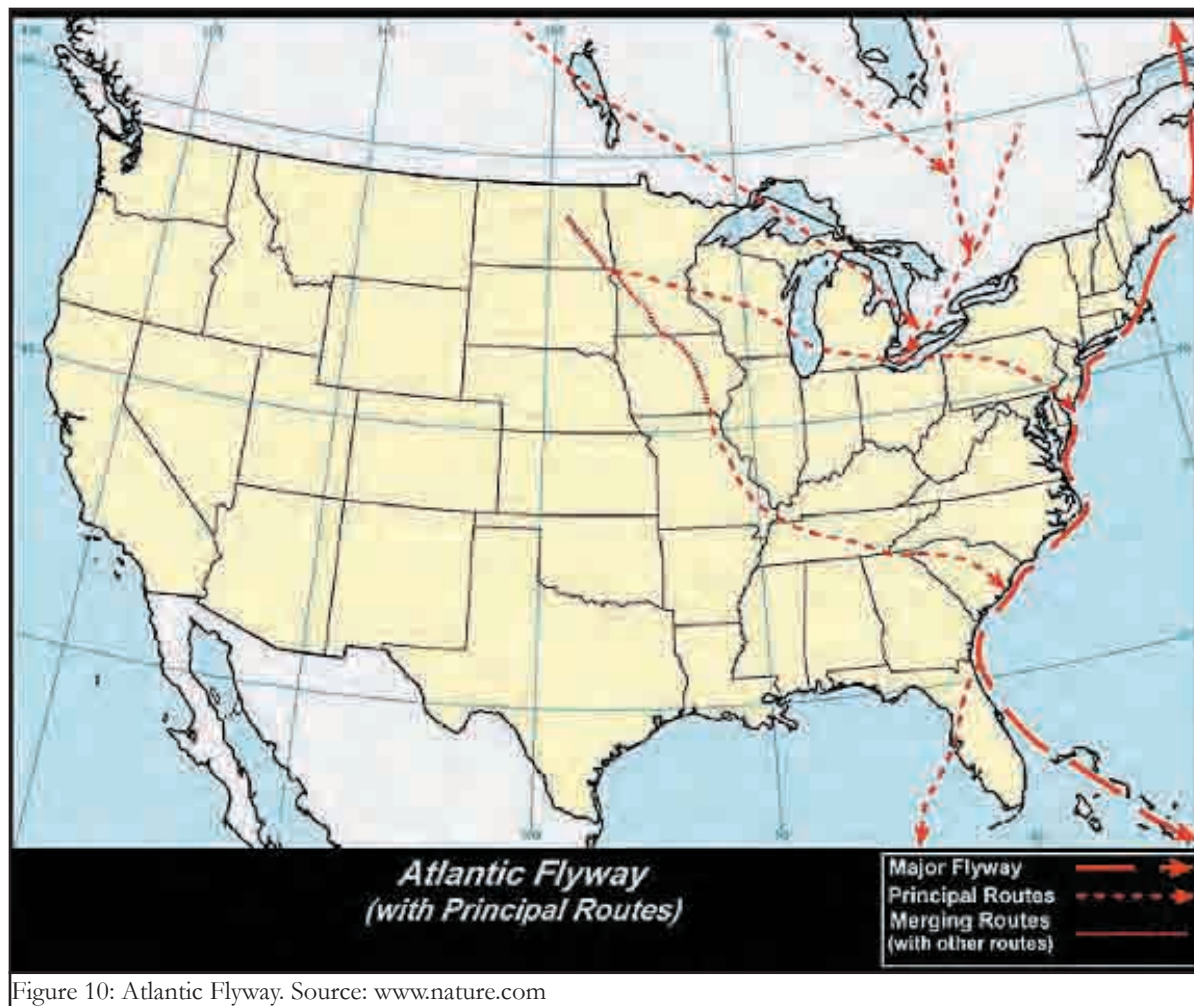 Atlantic Flyway
(with Principal Routes)
Major Flyway
Principal Routes
Merging Routes
(with other routes)
Figure 10: Atlantic Flyway. Source: www.nature.com